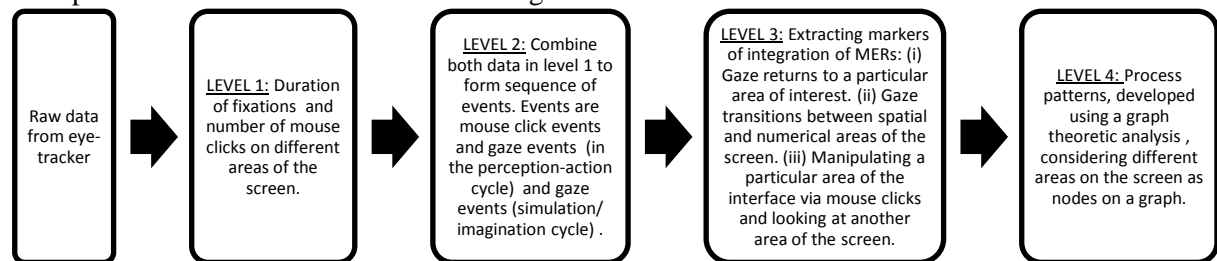 Raw data
from eye-
tracker
LEVEL 1: Duration
of fixations and
number of mouse
clicks on different
areas of the
screen.
LEVEL 2: Combine
both data in level 1 to
form sequence of
events. Events are
mouse click events
and gaze events (in
the perception-action
cycle) and gaze
events (simulation/
imagination cycle) .
LEVEL 3: Extracting markers
of integration of MERs: (i)
Gaze returns to a particular
area of interest. (ii) Gaze
transitions between spatial
and numerical areas of the
screen. (iii) Manipulating a
particular area of the
interface via mouse clicks
and looking at another
area of the screen.
LEVEL 4: Process
patterns, developed
using a graph
theoretic analysis ,
considering different
areas on the screen as
nodes on a graph.